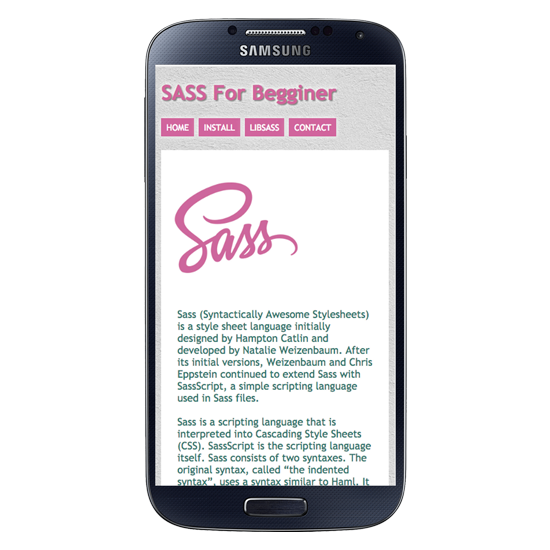 SAMSUNG
SASS For Begginer
HOME INSTALL LIBSASS CONTACT
Sass
Sass (Syntactically Awesome Stylesheets)
is a style sheet language initially
designed by Hampton Catlin and
developed by Natalie Weizenbaum. After
its initial versions, Weizenbaum and Chris
Eppstein continued to extend Sass with
SassScript, a simple scripting language
used in Sass files.
Sass is a scripting language that is
interpreted into Cascading Style Sheets
(CSS). SassScript is the scripting language
itself. Sass consists of two syntaxes. The
original syntax, called “the indented
syntax”, uses a syntax similar to Haml. It